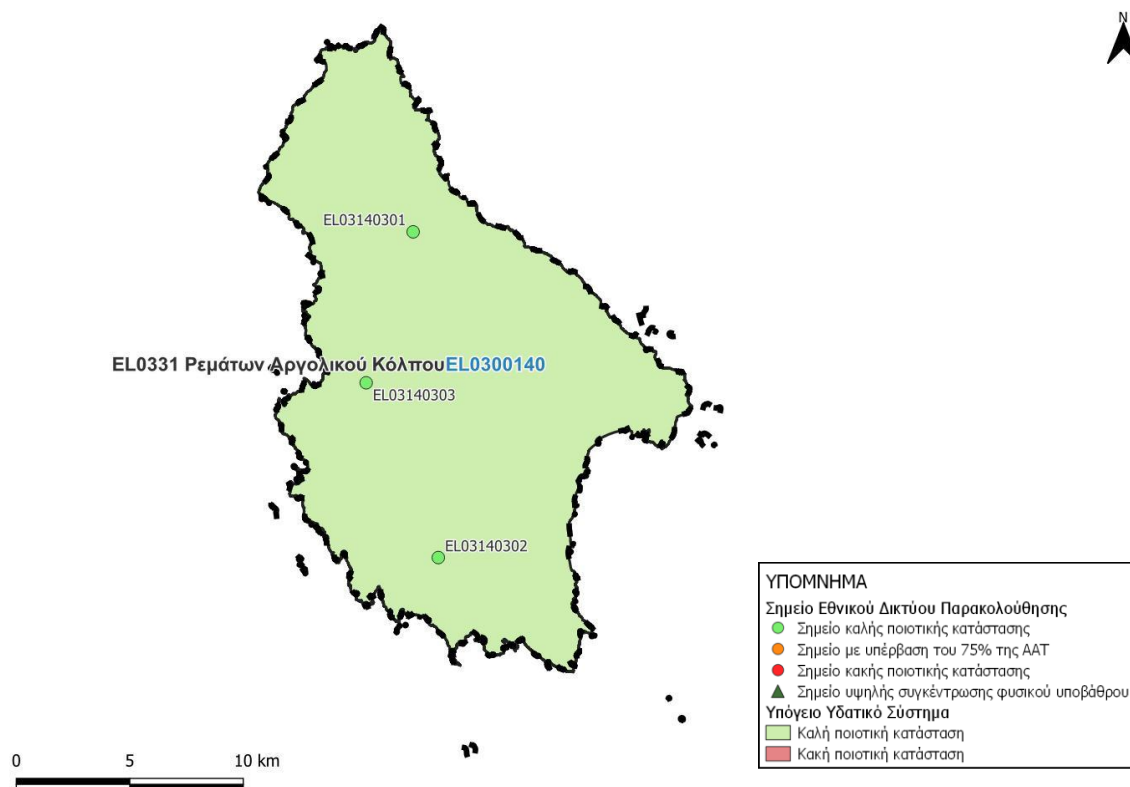 N
EL03140301
EL0331 Ρεμάτων Αργολικού ΚόλπουEL0300140
EL03140303
EL03140302
ΥΠΟΜΝΗΜΑ
Σημείο Εθνικού Δικτύου Παρακολούθησης
Σημείο καλής ποιοτικής κατάστασης
Σημείο με υπέρβαση του 75% της ΑΑΤ
Σημείο κακής ποιοτικής κατάστασης
Σημείο υψηλής συγκέντρωσης φυσικού υποβάθρου
Υπόγειο Υδατικό Σύστημα
Καλή ποιοτική κατάσταση
Κακή ποιοτική κατάσταση
0 5 10 km